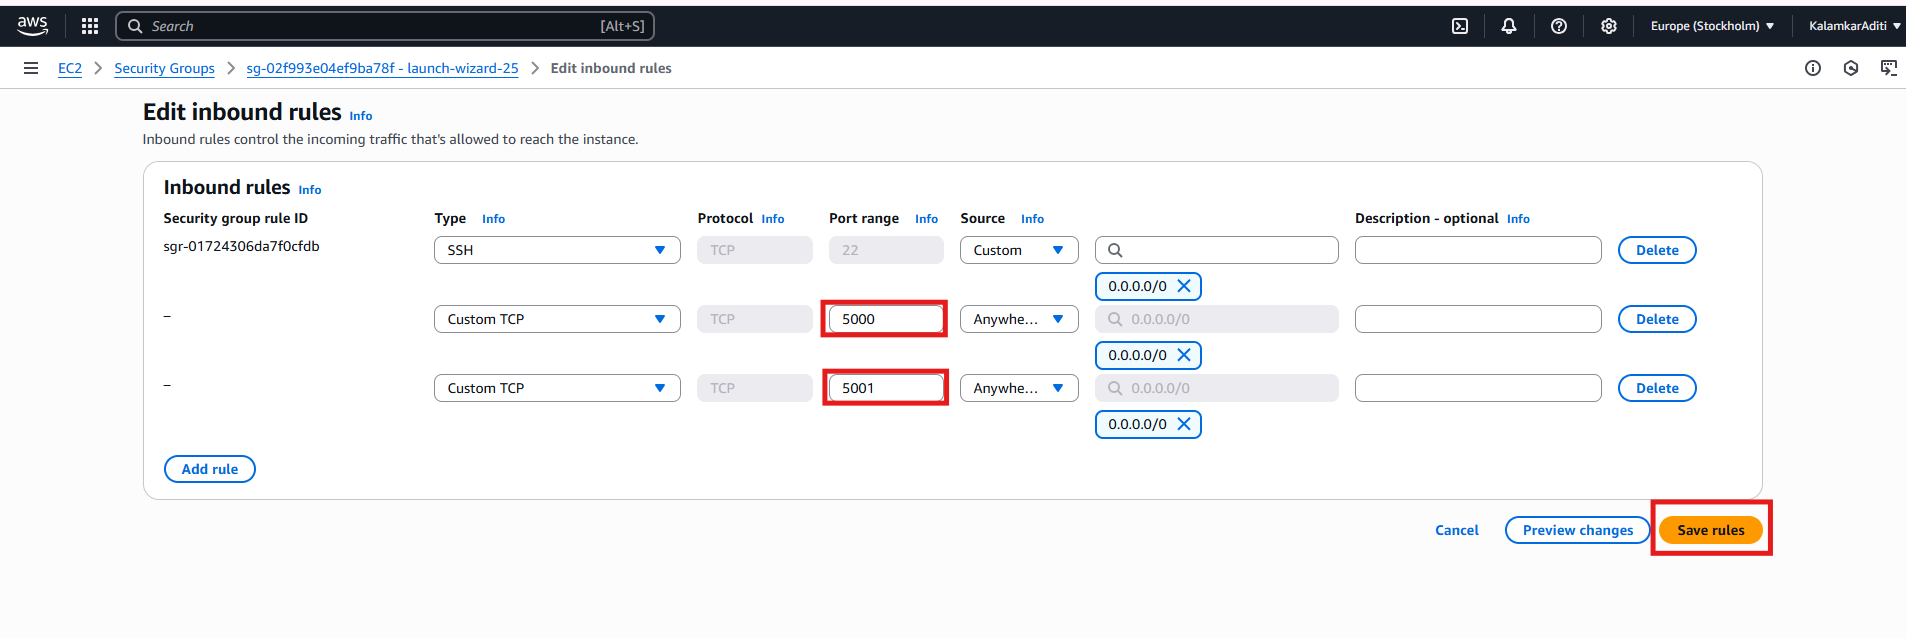 aws Search [Alt+S] Europe (Stockholm) KalamkarAditi
EC2 Security Groups sg-02f993e04ef9ba78f - launch-wizard-25 Edit inbound rules
Edit inbound rules Info
Inbound rules control the incoming traffic that's allowed to reach the instance.
Inbound rules Info
Security group rule ID Type Info Protocol Info Port range Info Source Info Description - optional Info
sgr-01724306da7f0cfdb SSH TCP 22 Custom Delete
0.0.0.0/0
– Custom TCP TCP 5000 Anywhe... 0.0.0.0/0 Delete
0.0.0.0/0
– Custom TCP TCP 5001 Anywhe... 0.0.0.0/0 Delete
0.0.0.0/0
Add rule
Cancel Preview changes Save rules